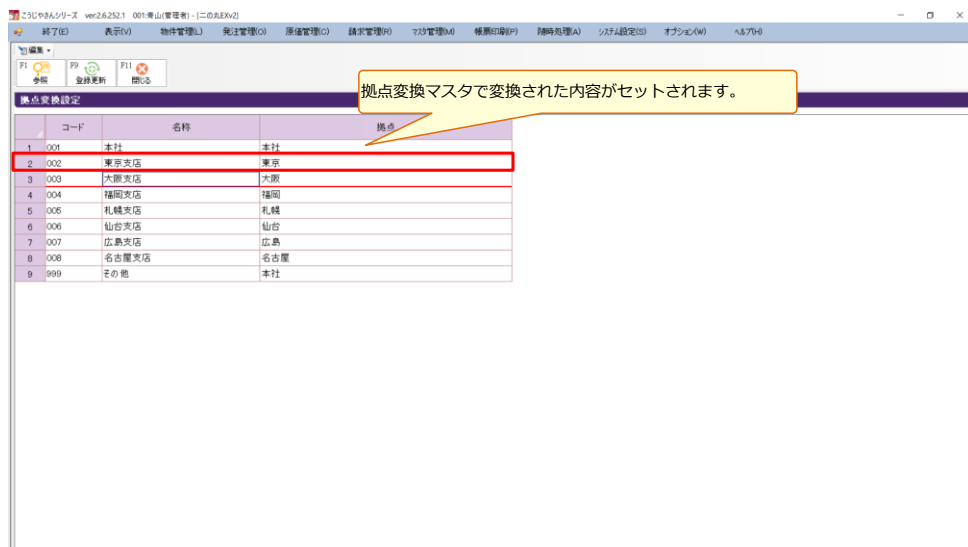 こうじやさんシリーズ ver.2.6.252.1 001:青山(管理者) - [二の丸EXv2]
終了(E) 表示(V) 物件管理(L) 発注管理(O) 原価管理(C) 請求管理(R) マスタ管理(M) 帳票印刷(P) 随時処理(A) システム設定(S) オプション(W) ヘルプ(H)
編集
F1 F9 F11
参照 登録更新 閉じる
拠点変換設定
拠点変換マスタで変換された内容がセットされます。
コード 名称 拠点
1 001 本社 本社
2 002 東京支店 東京
3 003 大阪支店 大阪
4 004 福岡支店 福岡
5 005 札幌支店 札幌
6 006 仙台支店 仙台
7 007 広島支店 広島
8 008 名古屋支店 名古屋
9 999 その他 本社